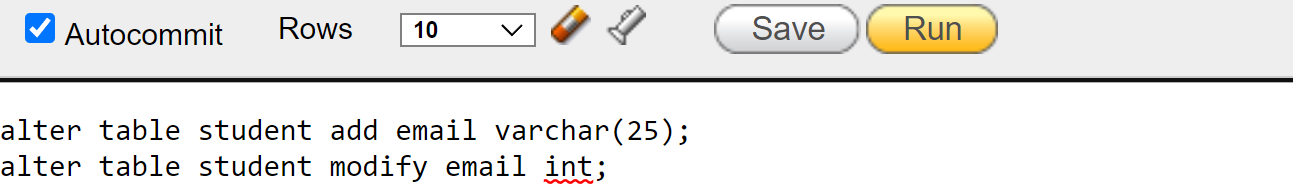 Autocommit Rows 10 Save Run
alter table student add email varchar(25);
alter table student modify email int;